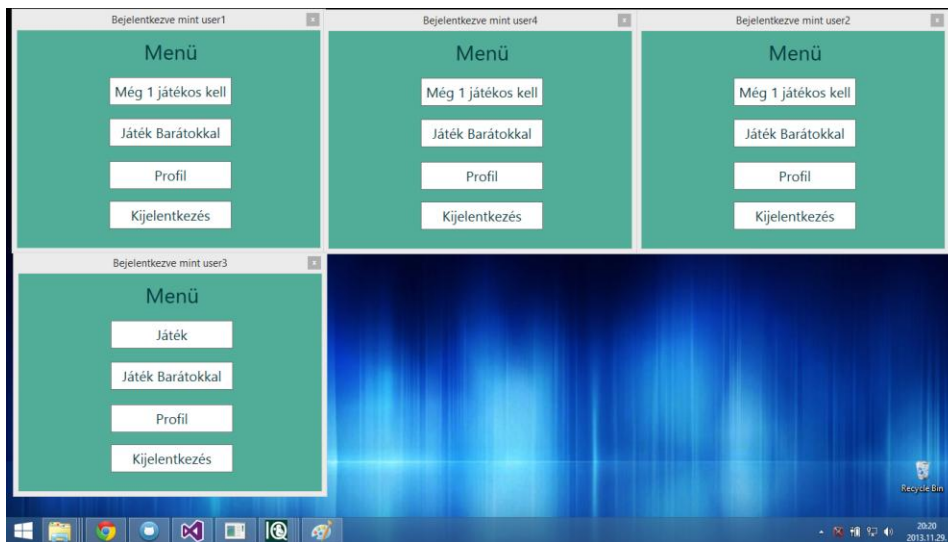 Bejelentkezve mint user1
x
Menü
Még 1 játékos kell
Játék Barátokkal
Profil
Kijelentkezés
Bejelentkezve mint user4
x
Menü
Még 1 játékos kell
Játék Barátokkal
Profil
Kijelentkezés
Bejelentkezve mint user2
x
Menü
Még 1 játékos kell
Játék Barátokkal
Profil
Kijelentkezés
Bejelentkezve mint user3
x
Menü
Játék
Játék Barátokkal
Profil
Kijelentkezés
Recycle Bin
20:20
2013.11.29.